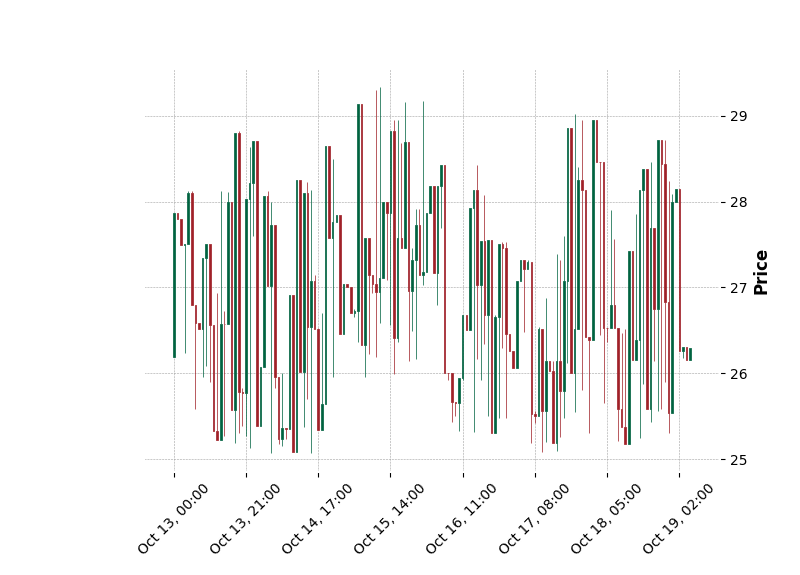 29
28
27
26
25
Price
Oct 13, 00:00
Oct 13, 21:00
Oct 14, 17:00
Oct 15, 14:00
Oct 16, 11:00
Oct 17, 08:00
Oct 18, 05:00
Oct 19, 02:00